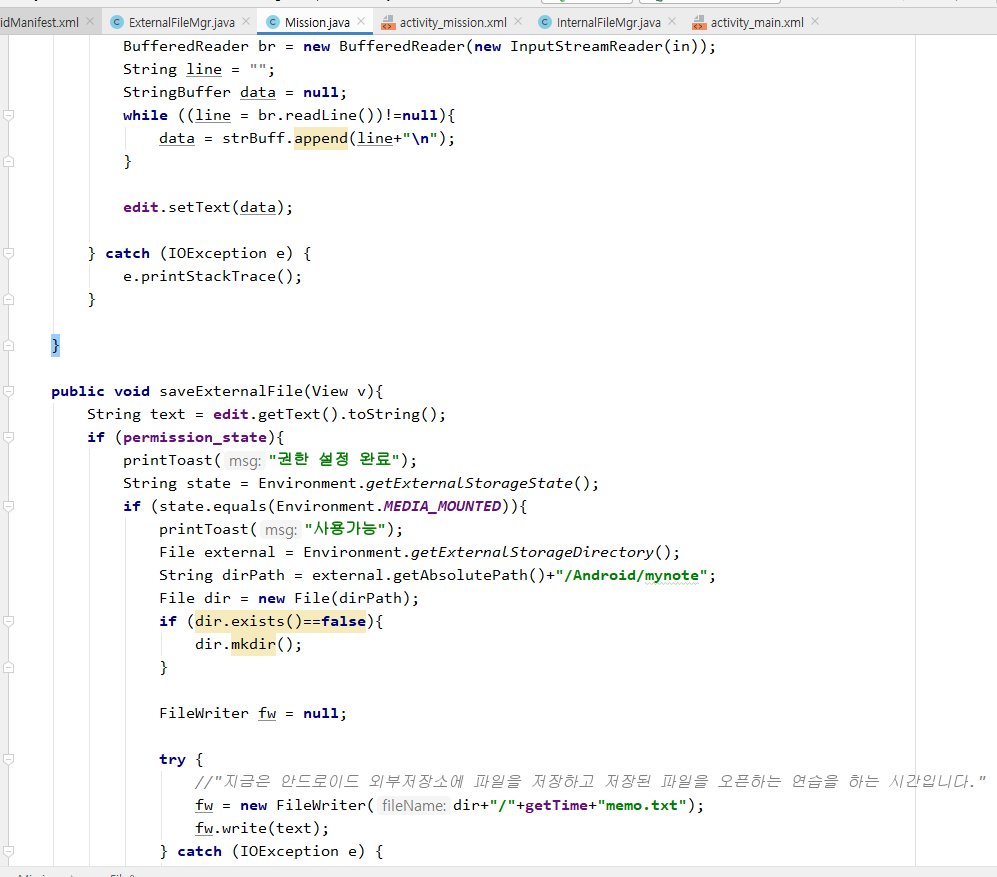 idManifest.xml ExternalFileMgr.java Mission.java activity_mission.xml InternalFileMgr.java activity_main.xml
BufferedReader br = new BufferedReader(new InputStreamReader(in));
String line = "";
StringBuffer data = null;
while ((line = br.readLine())!=null){
data = strBuff.append(line+"\n");
}
edit.setText(data);
} catch (IOException e) {
e.printStackTrace();
}
}
public void saveExternalFile(View v){
String text = edit.getText().toString();
if (permission_state){
printToast( msg: "권한 설정 완료");
String state = Environment.getExternalStorageState();
if (state.equals(Environment.MEDIA_MOUNTED)){
printToast( msg: "사용가능");
File external = Environment.getExternalStorageDirectory();
String dirPath = external.getAbsolutePath()+"/Android/mynote";
File dir = new File(dirPath);
if (dir.exists()==false){
dir.mkdir();
}
FileWriter fw = null;
try {
//"지금은 안드로이드 외부저장소에 파일을 저장하고 저장된 파일을 오픈하는 연습을 하는 시간입니다."
fw = new FileWriter( fileName: dir+"/"+getTime+"memo.txt");
fw.write(text);
} catch (IOException e) {